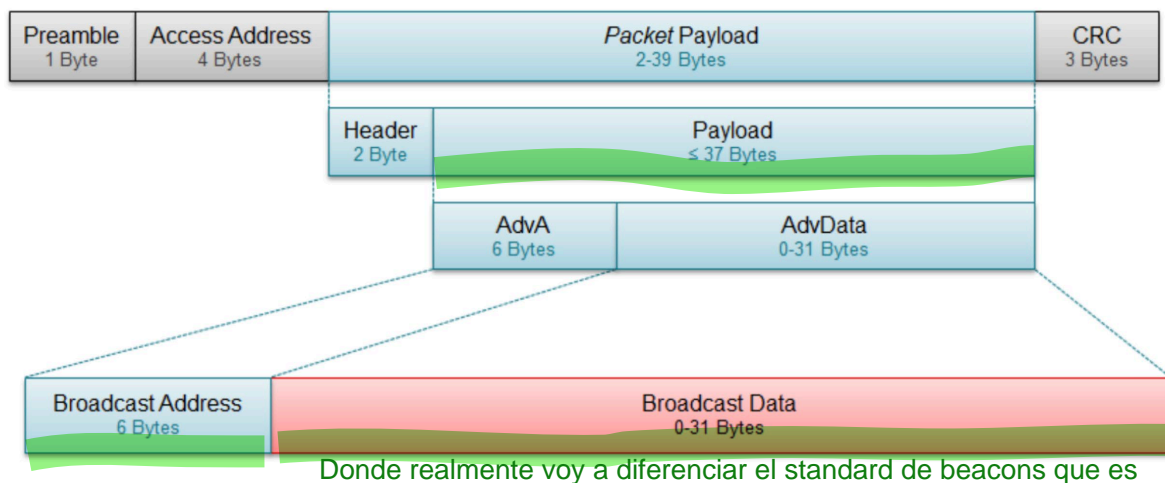 Preamble
1 Byte
Access Address
4 Bytes
Packet Payload
2-39 Bytes
CRC
3 Bytes
Header
2 Byte
Payload
≤ 37 Bytes
AdvA
6 Bytes
AdvData
0-31 Bytes
Broadcast Address
6 Bytes
Broadcast Data
0-31 Bytes
Donde realmente voy a diferenciar el standard de beacons que es